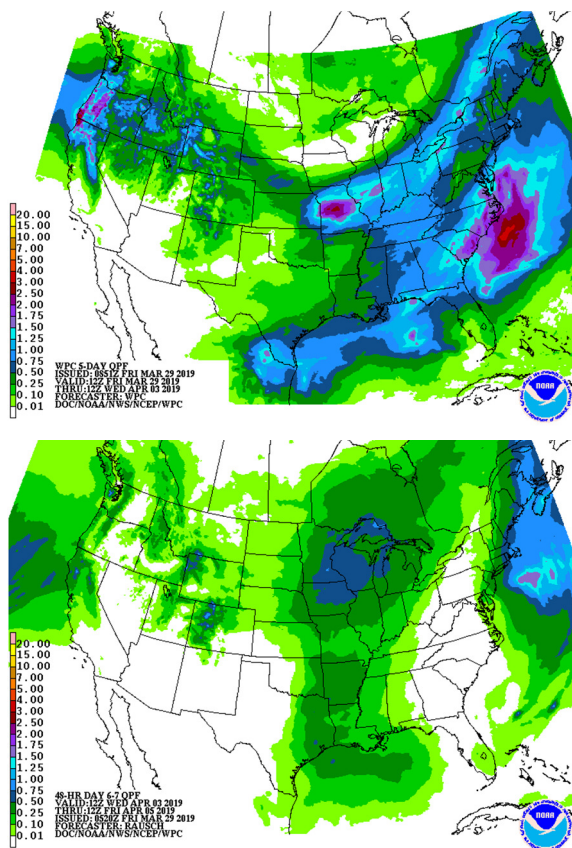 20.00
15.00
10.00
7.00
5.00
4.00
3.00
2.50
2.00
1.75
1.50
1.25
1.00
0.75
0.50
0.25
0.10
0.01
WPC 5-DAY QPF
ISSUED: 0851Z FRI MAR 29 2019
VALID:12Z FRI MAR 29 2019
THRU:12Z WED APR 03 2019
FORECASTER: WPC
DOC/NOAA/NWS/NCEP/WPC
NOAA
20.00
15.00
10.00
7.00
5.00
4.00
3.00
2.50
2.00
1.75
1.50
1.25
1.00
0.75
0.50
0.25
0.10
0.01
48-HR DAY 6-7 QPF
VALID:12Z WED APR 03 2019
THRU:12Z FRI APR 05 2019
ISSUED: 0520Z FRI MAR 29 2019
FORECASTER: RAUSCH
DOC/NOAA/NWS/NCEP/WPC
NOAA